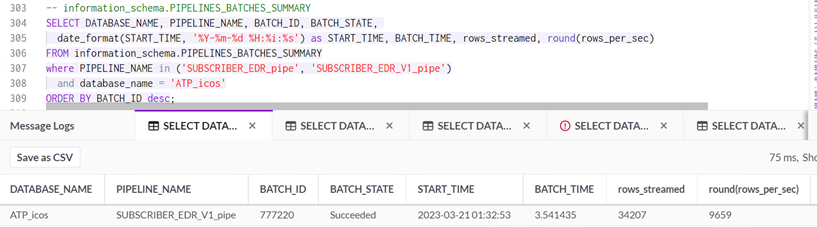 303 -- information_schema.PIPELINES_BATCHES_SUMMARY
304 SELECT DATABASE_NAME, PIPELINE_NAME, BATCH_ID, BATCH_STATE,
305 date_format(START_TIME, '%Y-%m-%d %H:%i:%s') as START_TIME, BATCH_TIME, rows_streamed, round(rows_per_sec)
306 FROM information_schema.PIPELINES_BATCHES_SUMMARY
307 where PIPELINE_NAME in ('SUBSCRIBER_EDR_pipe', 'SUBSCRIBER_EDR_V1_pipe')
308 and database_name = 'ATP_icos'
309 ORDER BY BATCH_ID desc;
Message Logs SELECT DATA... × SELECT DATA... × SELECT DATA... × SELECT DATA... × SELECT DATA... ×
Save as CSV 75 ms, Sho
DATABASE_NAME PIPELINE_NAME BATCH_ID BATCH_STATE START_TIME BATCH_TIME rows_streamed round(rows_per_sec)
ATP_icos SUBSCRIBER_EDR_V1_pipe 777220 Succeeded 2023-03-21 01:32:53 3.541435 34207 9659